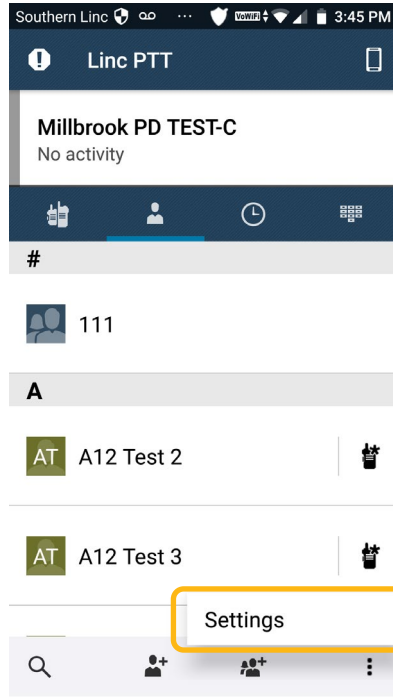 Southern Linc ... VoWiFi 3:45 PM
Linc PTT
Millbrook PD TEST-C
No activity
#
111
A
AT A12 Test 2
AT A12 Test 3
Settings